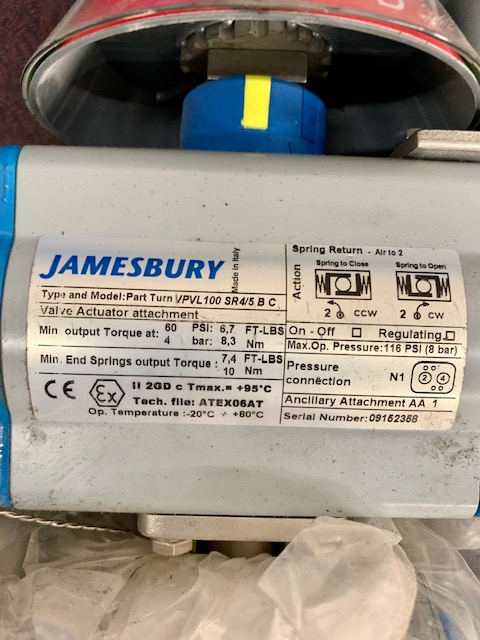 JAMESBURY
Made in Italy
Type and Model:Part Turn VPVL100 SR4/5 B C
Valve Actuator attachment
Min output Torque at: 60 PSI: 6,7 FT-LBS
4 bar: 8,3 Nm
Min. End Springs output Torque : 7,4 FT-LBS
10 Nm
CE Ex II 2GD c Tmax.= +95°C
Tech. file: ATEX06AT
Op. Temperature :-20°C ÷ +80°C
Spring Return - Air to 2
Action
Spring to Close
Spring to Open
2 CCW
2 CW
On - Off
Regulating
Max.Op. Pressure:116 PSI (8 bar)
Pressure
connection
N1
2 4
Ancillary Attachment AA 1
Serial Number:09152358